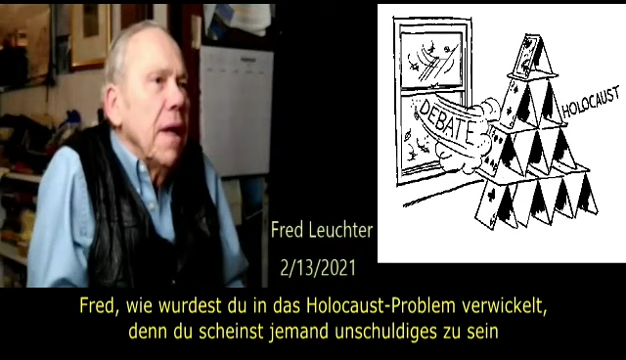 DEBATE
HOLOCAUST
Fred Leuchter
2/13/2021
Fred, wie wurdest du in das Holocaust-Problem verwickelt,
denn du scheinst jemand unschuldiges zu sein